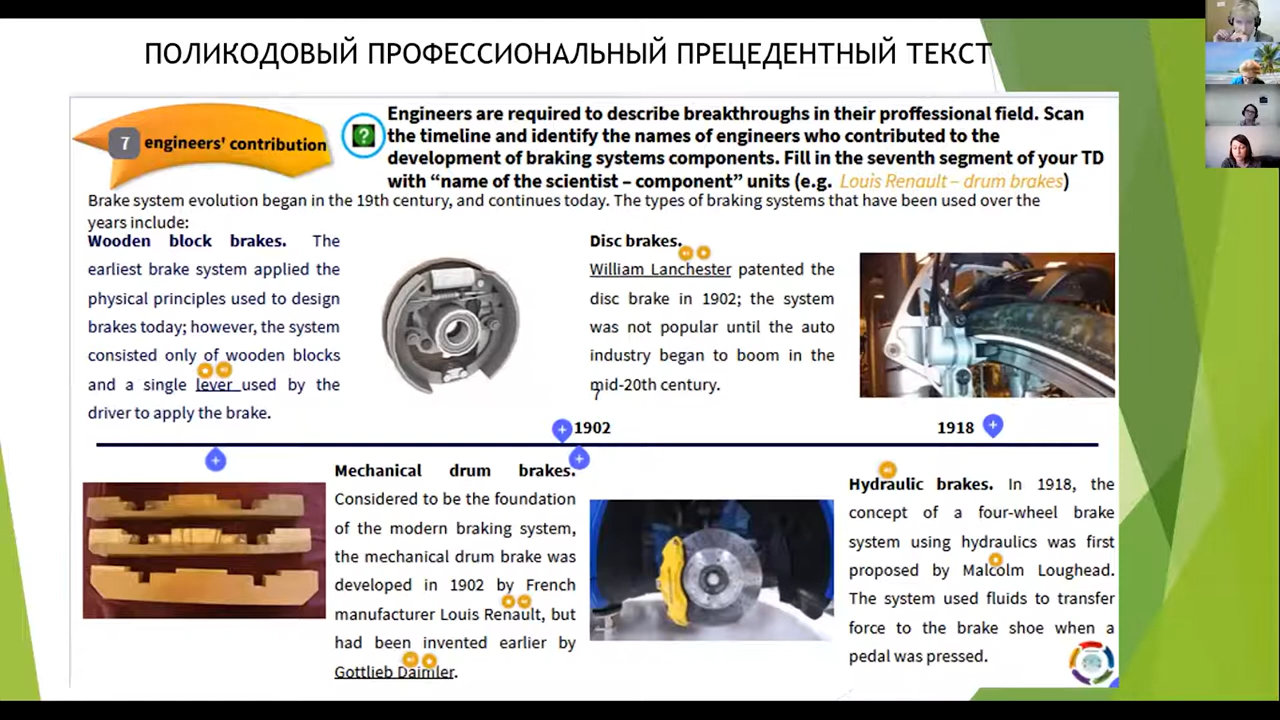 ПОЛИКОДОВЫЙ ПРОФЕССИОНАЛЬНЫЙ ПРЕЦЕДЕНТНЫЙ ТЕКСТ
7 engineers' contribution
Engineers are required to describe breakthroughs in their proffessional field. Scan
the timeline and identify the names of engineers who contributed to the
development of braking systems components. Fill in the seventh segment of your TD
with “name of the scientist – component” units (e.g. Louis Renault – drum brakes)
Brake system evolution began in the 19th century, and continues today. The types of braking systems that have been used over the
years include:
Wooden block brakes. The
earliest brake system applied the
physical principles used to design
brakes today; however, the system
consisted only of wooden blocks
and a single lever used by the
driver to apply the brake.
Disc brakes.
William Lanchester patented the
disc brake in 1902; the system
was not popular until the auto
industry began to boom in the
mid-20th century.
7
1902
1918
Mechanical drum brakes.
Considered to be the foundation
of the modern braking system,
the mechanical drum brake was
developed in 1902 by French
manufacturer Louis Renault, but
had been invented earlier by
Gottlieb Daimler.
Hydraulic brakes. In 1918, the
concept of a four-wheel brake
system using hydraulics was first
proposed by Malcolm Loughead.
The system used fluids to transfer
force to the brake shoe when a
pedal was pressed.